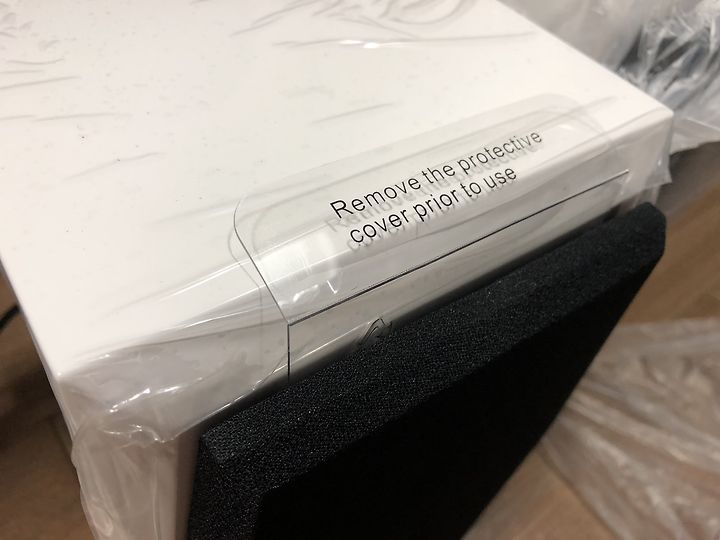 Remove the protective
cover prior to use